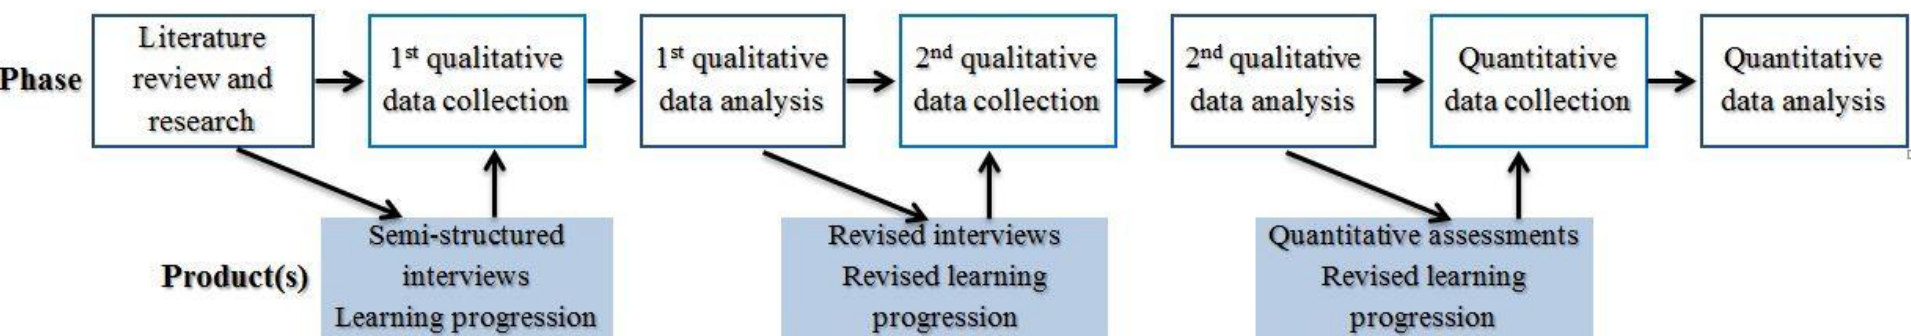 Phase
Literature
review and
research
1st qualitative
data collection
1st qualitative
data analysis
2nd qualitative
data collection
2nd qualitative
data analysis
Quantitative
data collection
Quantitative
data analysis
Product(s)
Semi-structured
interviews
Learning progression
Revised interviews
Revised learning
progression
Quantitative assessments
Revised learning
progression